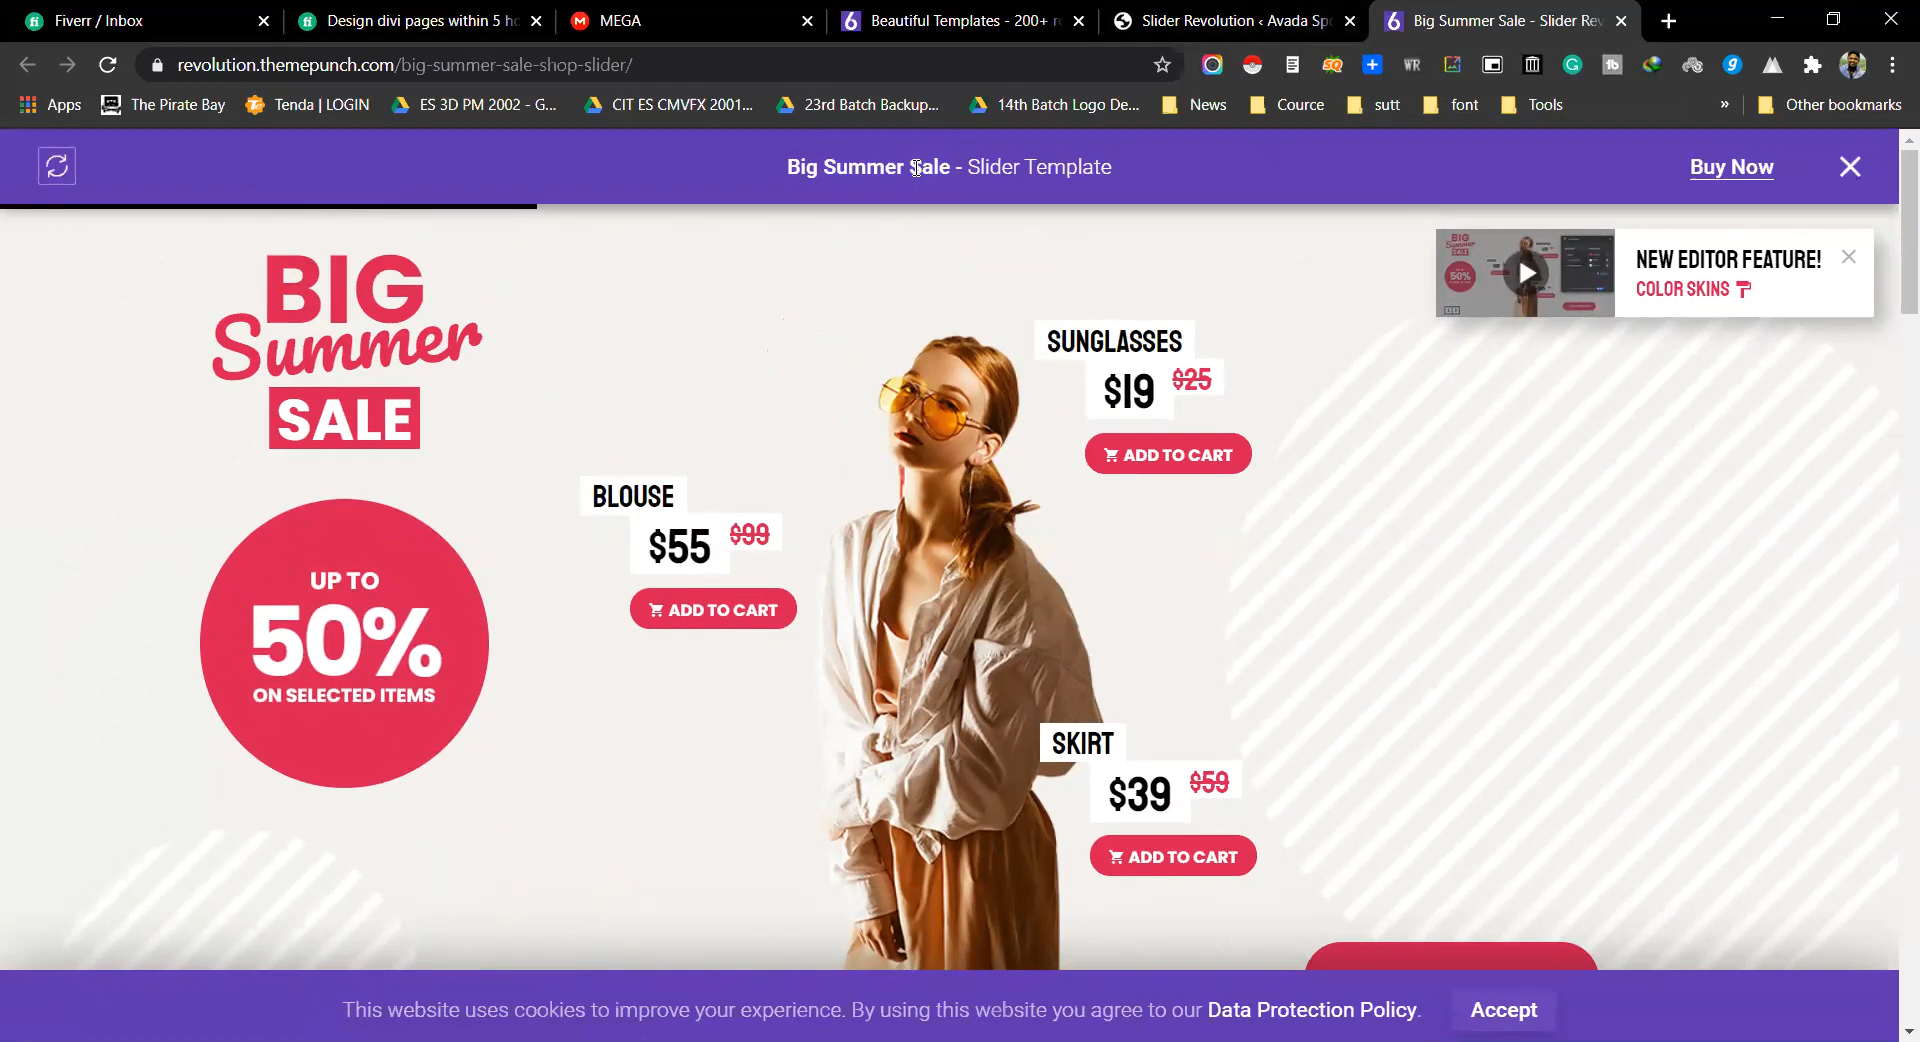 Fiverr / Inbox
Design divi pages within 5 ho
MEGA
Beautiful Templates - 200+ r
Slider Revolution ‹ Avada Spo
Big Summer Sale - Slider Rev
revolution.themepunch.com/big-summer-sale-shop-slider/
Apps
The Pirate Bay
Tenda | LOGIN
ES 3D PM 2002 - G...
CIT ES CMVFX 2001...
23rd Batch Backup...
14th Batch Logo De...
News
Cource
sutt
font
Tools
»
Other bookmarks
Big Summer Sale - Slider Template
Buy Now
BIG
Summer
SALE
UP TO
50%
ON SELECTED ITEMS
BLOUSE
$55 $99
ADD TO CART
SUNGLASSES
$19 $25
ADD TO CART
SKIRT
$39 $59
ADD TO CART
NEW EDITOR FEATURE!
COLOR SKINS
This website uses cookies to improve your experience. By using this website you agree to our Data Protection Policy.
Accept